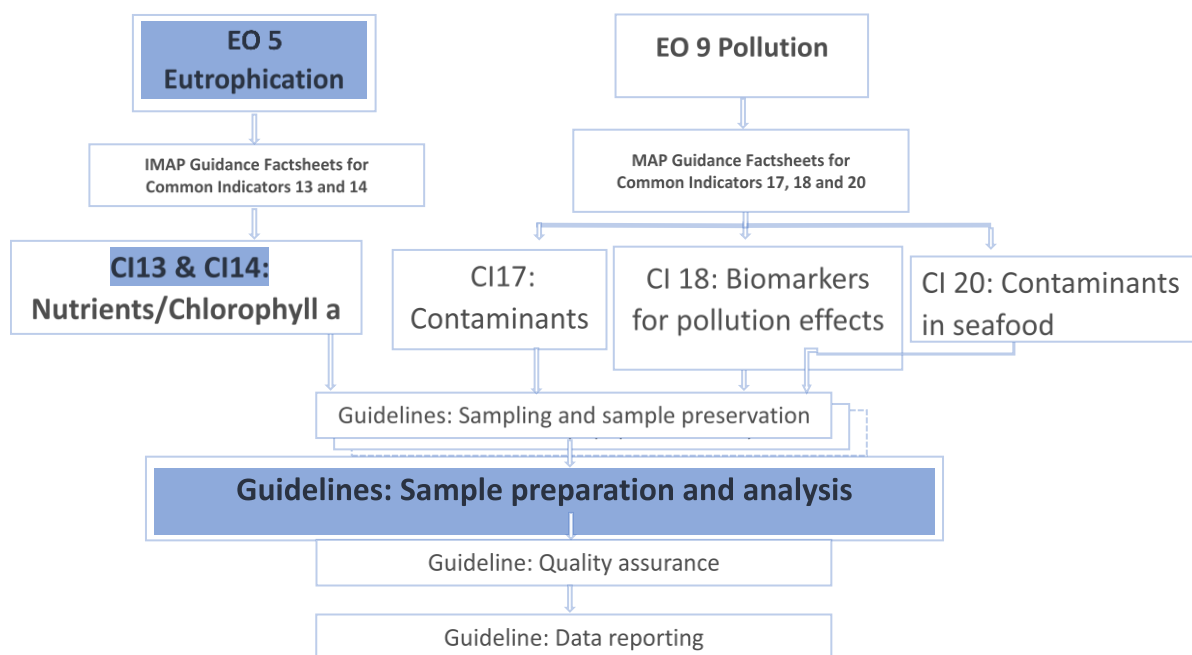 EO 5
Eutrophication
EO 9 Pollution
IMAP Guidance Factsheets for
Common Indicators 13 and 14
MAP Guidance Factsheets for
Common Indicators 17, 18 and 20
CI13 & CI14:
Nutrients/Chlorophyll a
CI17:
Contaminants
CI 18: Biomarkers
for pollution effects
CI 20: Contaminants
in seafood
Guidelines: Sampling and sample preservation
Guidelines: Sample preparation and analysis
Guideline: Quality assurance
Guideline: Data reporting